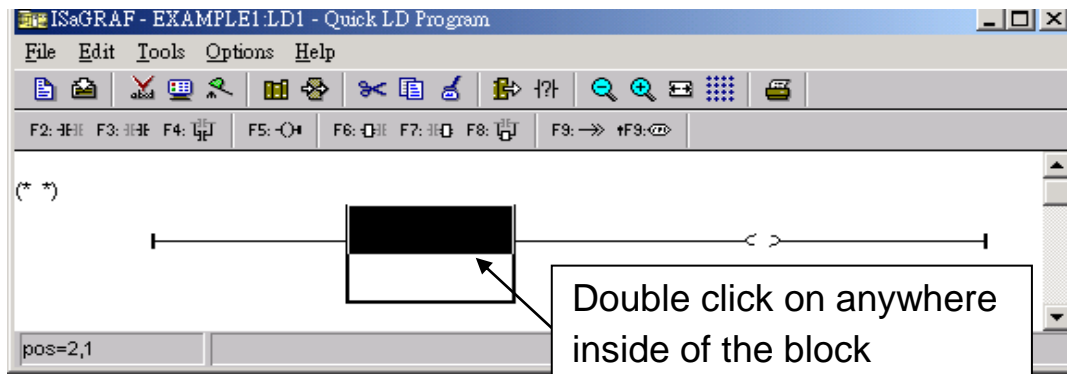 ISaGRAF - EXAMPLE1:LD1 - Quick LD Program
File Edit Tools Options Help
F2: F3: F4: F5: F6: F7: F8: F9: F9:
(* *)
Double click on anywhere
inside of the block
pos=2,1